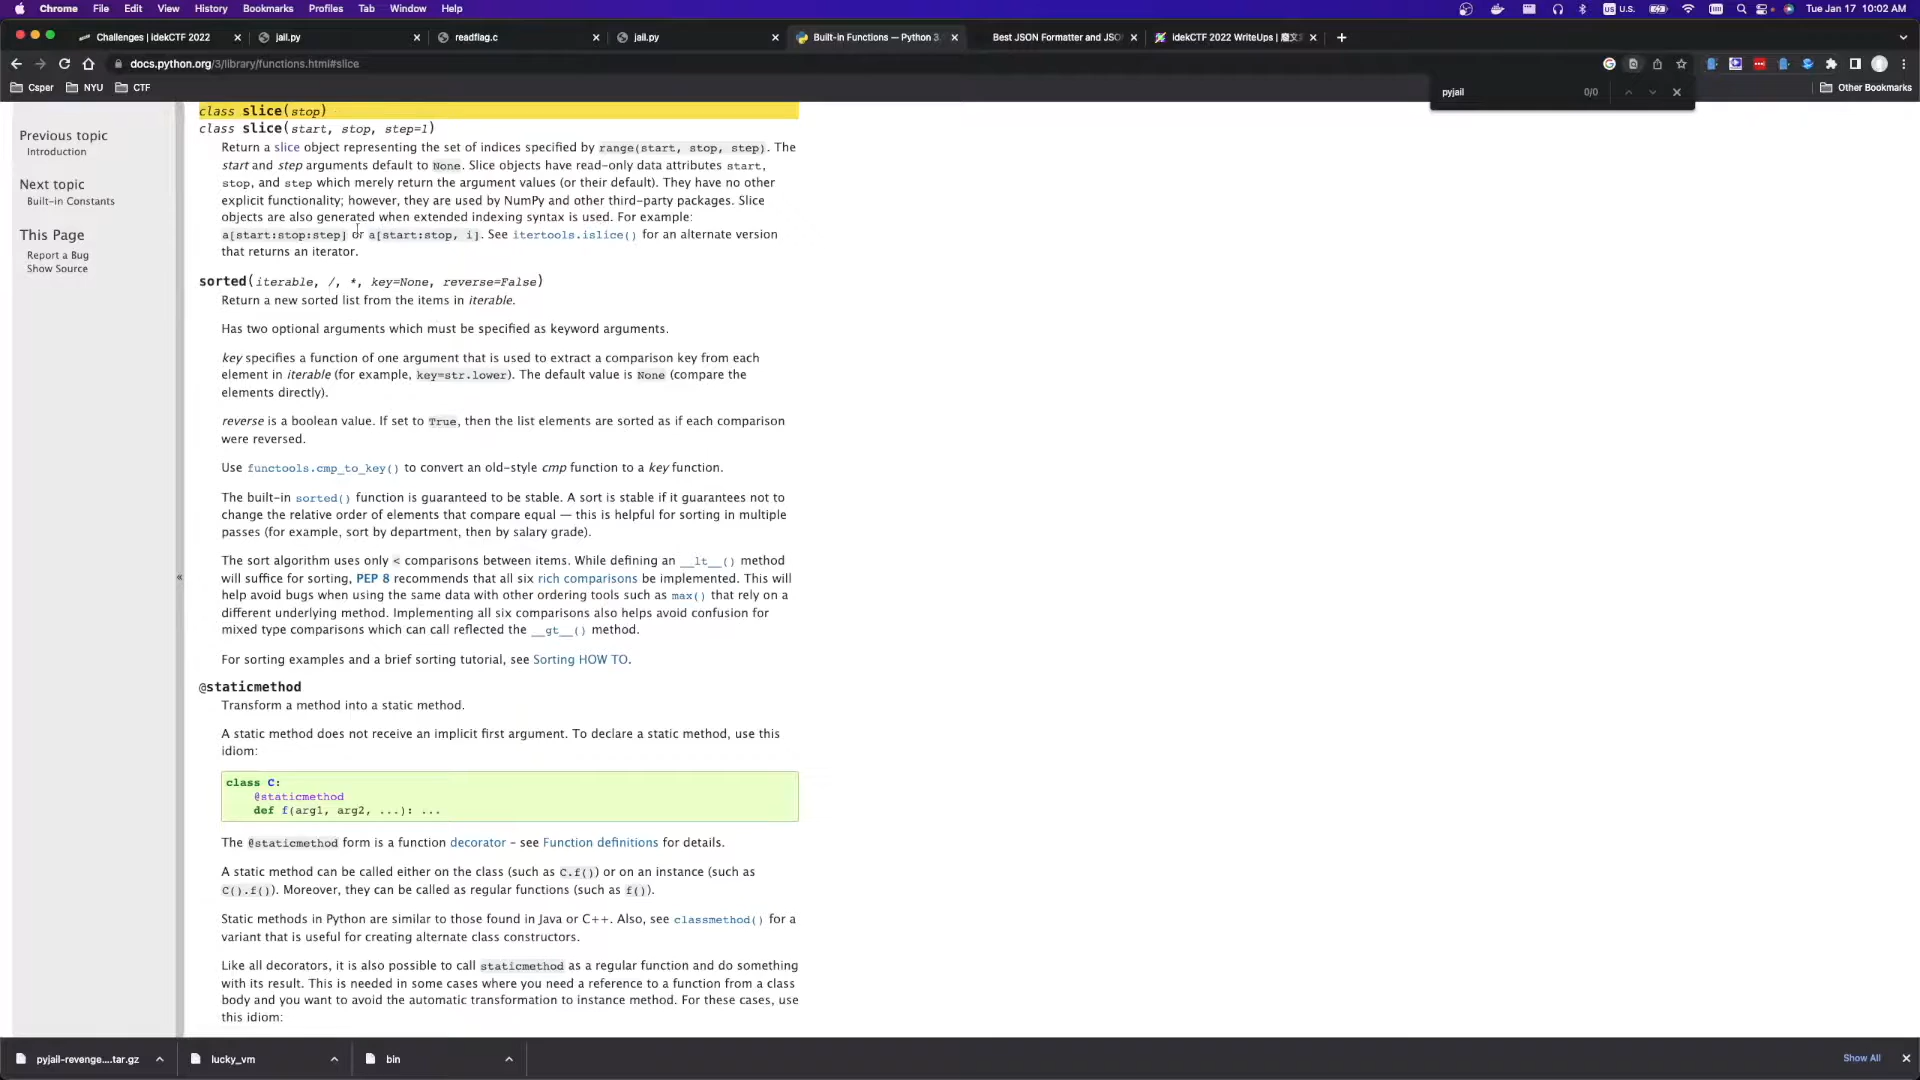 Chrome File Edit View History Bookmarks Profiles Tab Window Help U.S. Tue Jan 17 10:02 AM
Challenges | idekCTF 2022 jail.py readflag.c jail.py Built-in Functions — Python 3. Best JSON Formatter and JSO idekCTF 2022 WriteUps |
docs.python.org/3/library/functions.html#slice
Csper NYU CTF Other Bookmarks
pyjail 0/0
Previous topic
Introduction
Next topic
Built-in Constants
This Page
Report a Bug
Show Source
«
class slice(stop)
class slice(start, stop, step=1)
Return a slice object representing the set of indices specified by range(start, stop, step). The
start and step arguments default to None. Slice objects have read-only data attributes start,
stop, and step which merely return the argument values (or their default). They have no other
explicit functionality; however, they are used by NumPy and other third-party packages. Slice
objects are also generated when extended indexing syntax is used. For example:
a[start:stop:step] or a[start:stop, i]. See itertools.islice() for an alternate version
that returns an iterator.
sorted(iterable, /, *, key=None, reverse=False)
Return a new sorted list from the items in iterable.
Has two optional arguments which must be specified as keyword arguments.
key specifies a function of one argument that is used to extract a comparison key from each
element in iterable (for example, key=str.lower). The default value is None (compare the
elements directly).
reverse is a boolean value. If set to True, then the list elements are sorted as if each comparison
were reversed.
Use functools.cmp_to_key() to convert an old-style cmp function to a key function.
The built-in sorted() function is guaranteed to be stable. A sort is stable if it guarantees not to
change the relative order of elements that compare equal — this is helpful for sorting in multiple
passes (for example, sort by department, then by salary grade).
The sort algorithm uses only < comparisons between items. While defining an __lt__() method
will suffice for sorting, PEP 8 recommends that all six rich comparisons be implemented. This will
help avoid bugs when using the same data with other ordering tools such as max() that rely on a
different underlying method. Implementing all six comparisons also helps avoid confusion for
mixed type comparisons which can call reflected the __gt__() method.
For sorting examples and a brief sorting tutorial, see Sorting HOW TO.
@staticmethod
Transform a method into a static method.
A static method does not receive an implicit first argument. To declare a static method, use this
idiom:
class C:
@staticmethod
def f(arg1, arg2, ...): ...
The @staticmethod form is a function decorator – see Function definitions for details.
A static method can be called either on the class (such as C.f()) or on an instance (such as
C().f()). Moreover, they can be called as regular functions (such as f()).
Static methods in Python are similar to those found in Java or C++. Also, see classmethod() for a
variant that is useful for creating alternate class constructors.
Like all decorators, it is also possible to call staticmethod as a regular function and do something
with its result. This is needed in some cases where you need a reference to a function from a class
body and you want to avoid the automatic transformation to instance method. For these cases, use
this idiom:
pyjail-revenge....tar.gz lucky_vm bin Show All